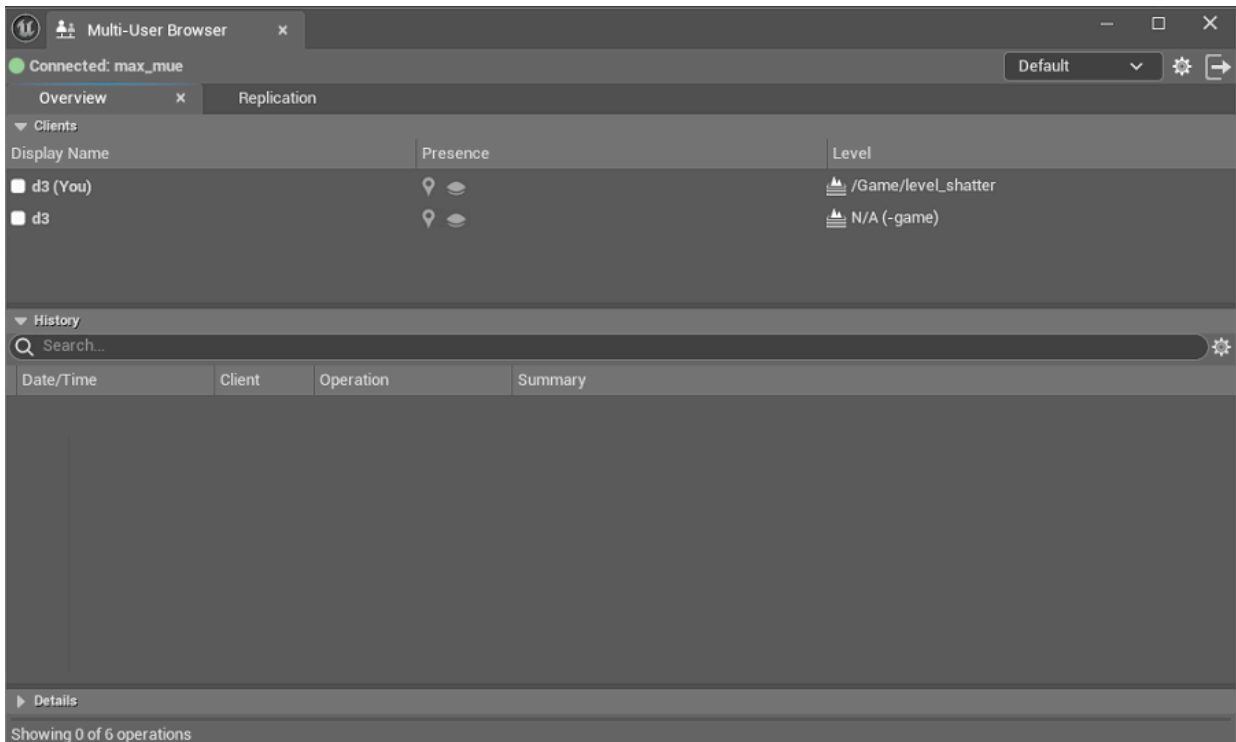 Multi-User Browser
Connected: max_mue
Default
Overview
Replication
Clients
Display Name Presence Level
d3 (You) /Game/level_shatter
d3 N/A (-game)
History
Search...
Date/Time Client Operation Summary
Details
Showing 0 of 6 operations